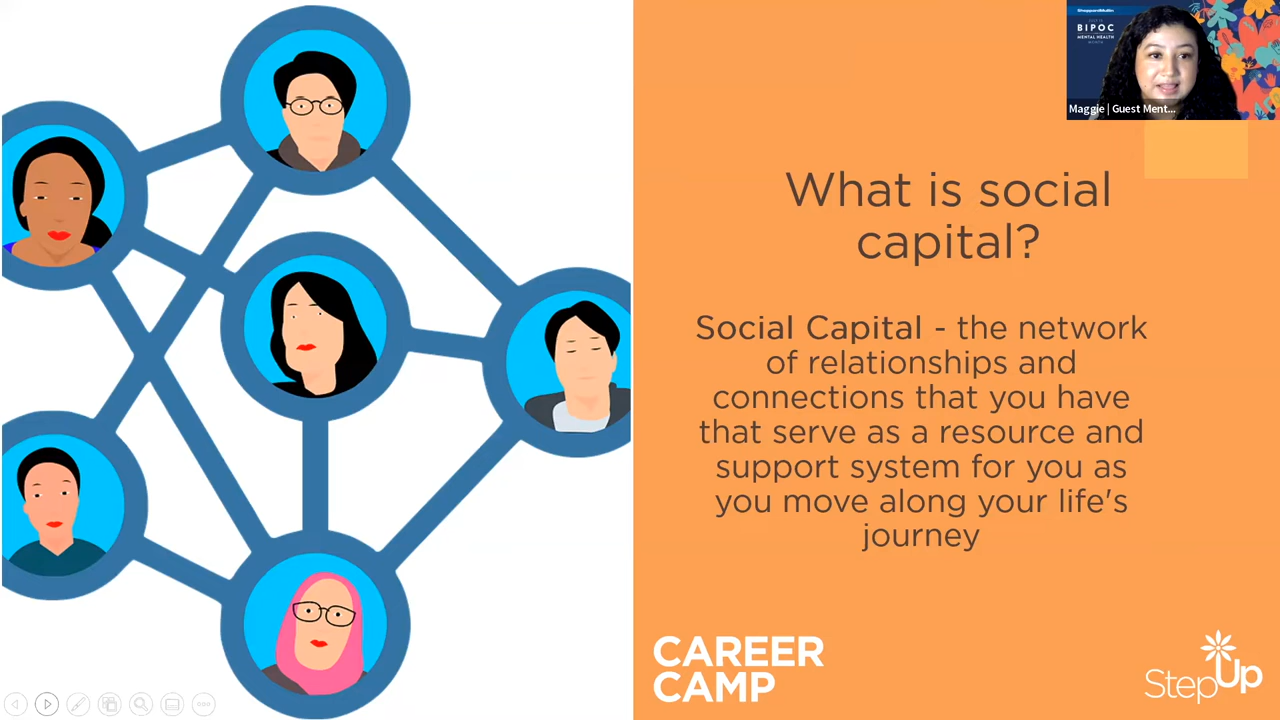 SheppardMullin
BIPOC
MENTAL HEALTH
MONTH
Maggie | Guest Ment...
What is social
capital?
Social Capital - the network
of relationships and
connections that you have
that serve as a resource and
support system for you as
you move along your life's
journey
CAREER
CAMP
StepUp